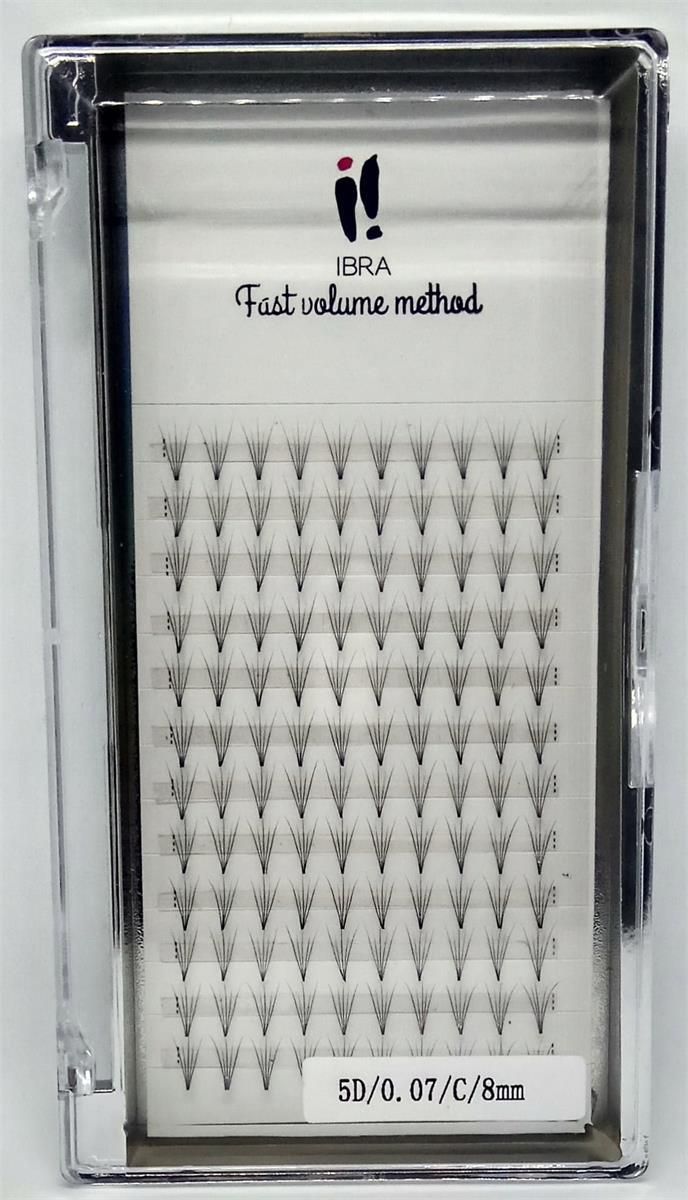 IBRA
Fast volume method
5D/0.07/C/8mm